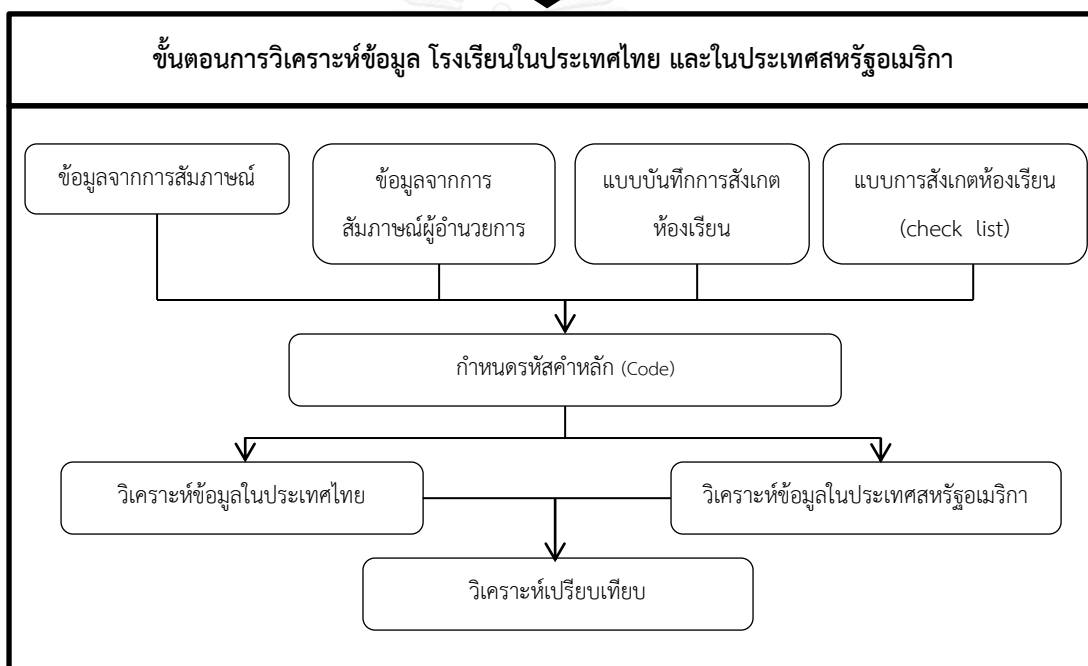 ขั้นตอนการวิเคราะห์ข้อมูล โรงเรียนในประเทศไทย และในประเทศสหรัฐอเมริกา
ข้อมูลจากการสัมภาษณ์
ข้อมูลจากการ
สัมภาษณ์ผู้อำนวยการ
แบบบันทึกการสังเกต
ห้องเรียน
แบบการสังเกตห้องเรียน
(check list)
กำหนดรหัสคำหลัก (Code)
วิเคราะห์ข้อมูลในประเทศไทย
วิเคราะห์ข้อมูลในประเทศสหรัฐอเมริกา
วิเคราะห์เปรียบเทียบ